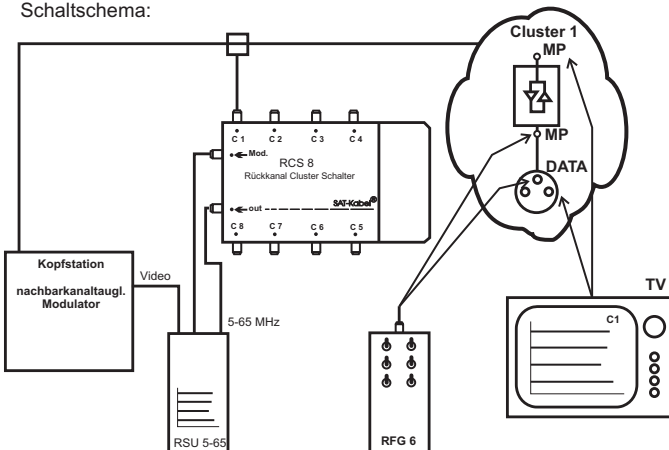 Schaltschema:
Cluster 1
MP
MP
DATA
C 1
C 2
C 3
C 4
Mod.
RCS 8
Rückkanal Cluster Schalter
SAT-Kabel®
out
C 8
C 7
C 6
C 5
Kopfstation
nachbarkanaltaugl.
Modulator
Video
5-65 MHz
TV
C1
RSU 5-65
RFG 6